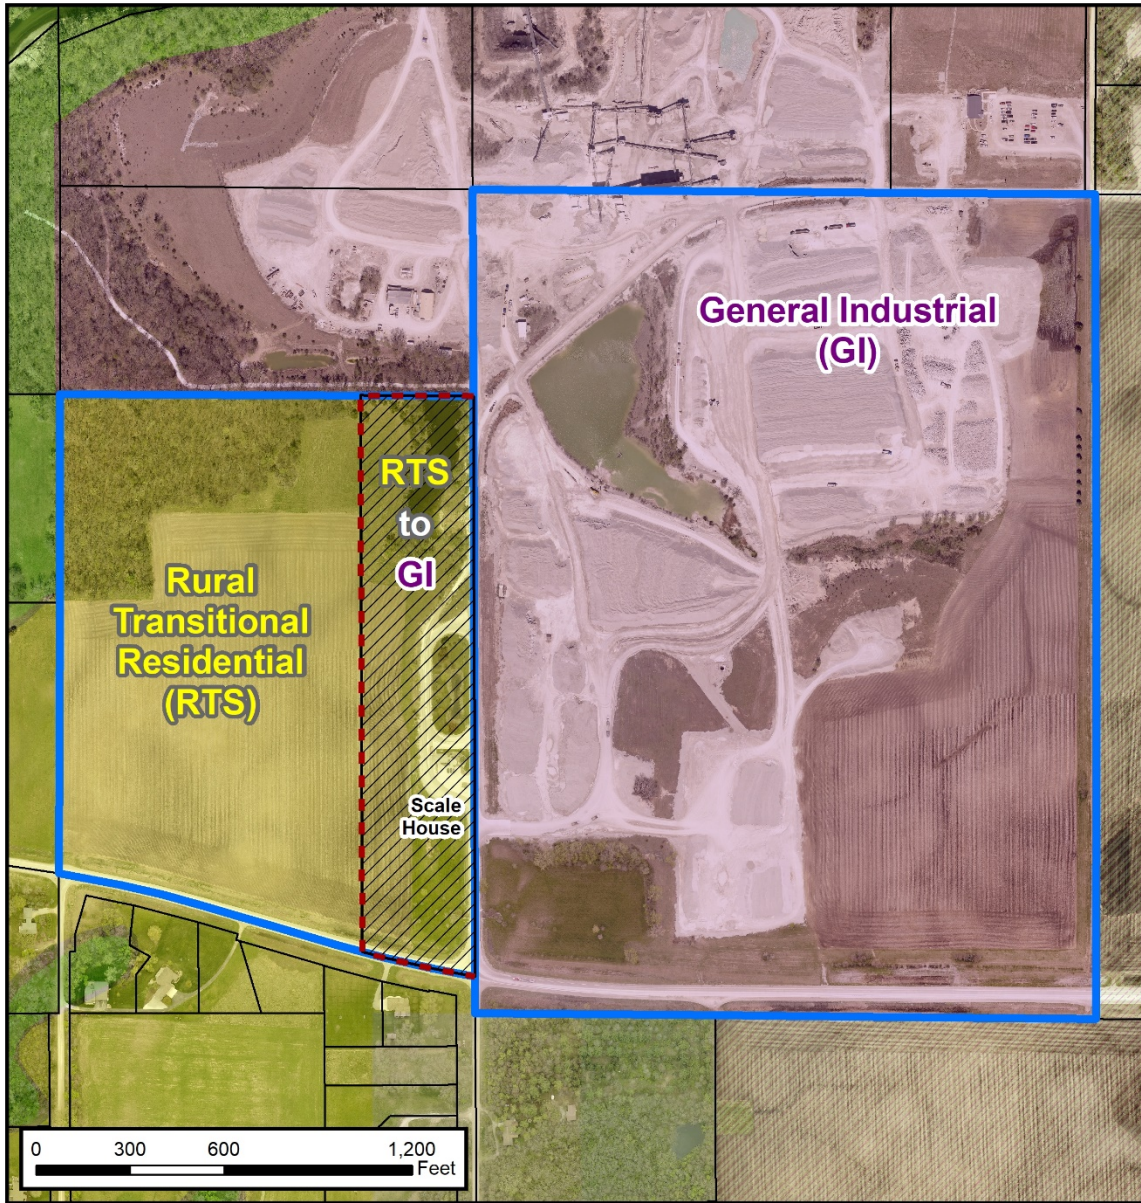 General Industrial
(GI)
RTS
to
GI
Rural
Transitional
Residential
(RTS)
Scale
House
0 300 600 1,200
Feet